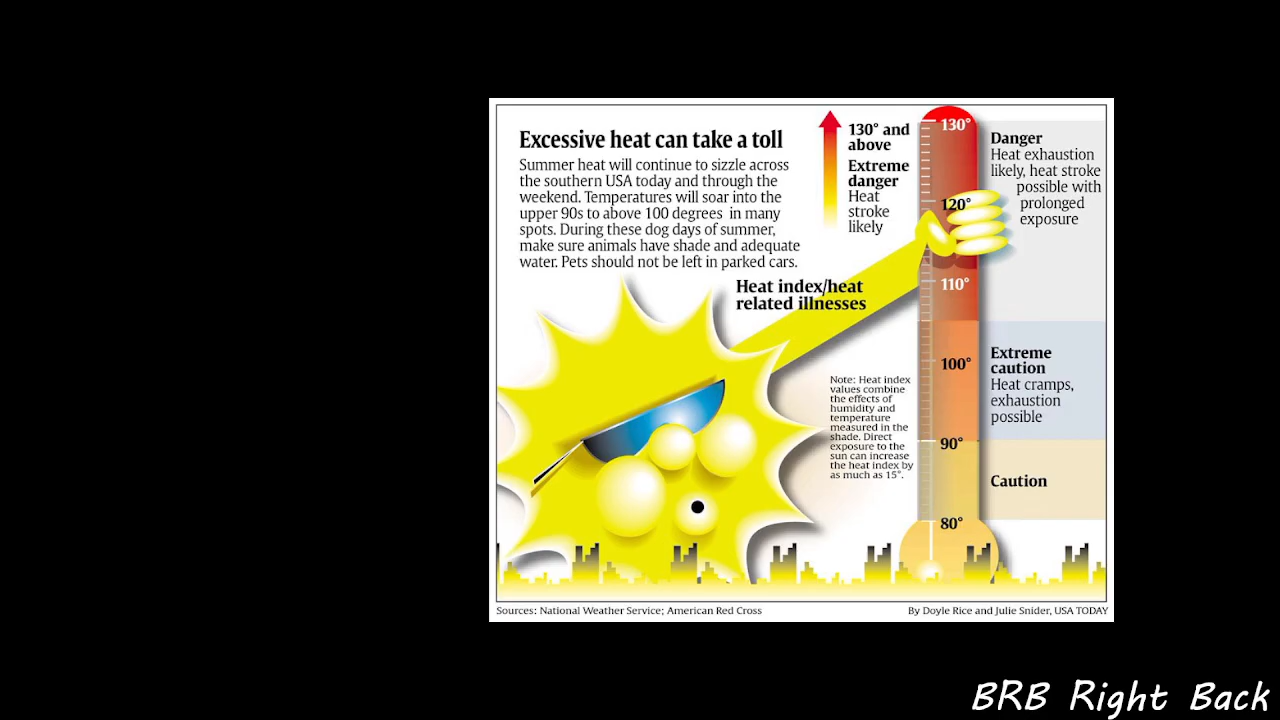 Excessive heat can take a toll
Summer heat will continue to sizzle across
the southern USA today and through the
weekend. Temperatures will soar into the
upper 90s to above 100 degrees in many
spots. During these dog days of summer,
make sure animals have shade and adequate
water. Pets should not be left in parked cars.
Heat index/heat
related illnesses
130° and
above
Extreme
danger
Heat
stroke
likely
130°
120°
110°
100°
90°
80°
Danger
Heat exhaustion
likely, heat stroke
possible with
prolonged
exposure
Extreme
caution
Heat cramps,
exhaustion
possible
Caution
Note: Heat index
values combine
the effects of
humidity and
temperature
measured in the
shade. Direct
exposure to the
sun can increase
the heat index by
as much as 15°.
Sources: National Weather Service; American Red Cross
By Doyle Rice and Julie Snider, USA TODAY
BRB Right Back